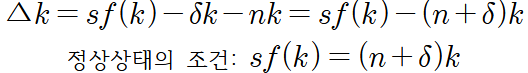 △k = sf(k) − δk − nk = sf(k) − (n + δ)k
정상상태의 조건: sf(k) = (n + δ)k